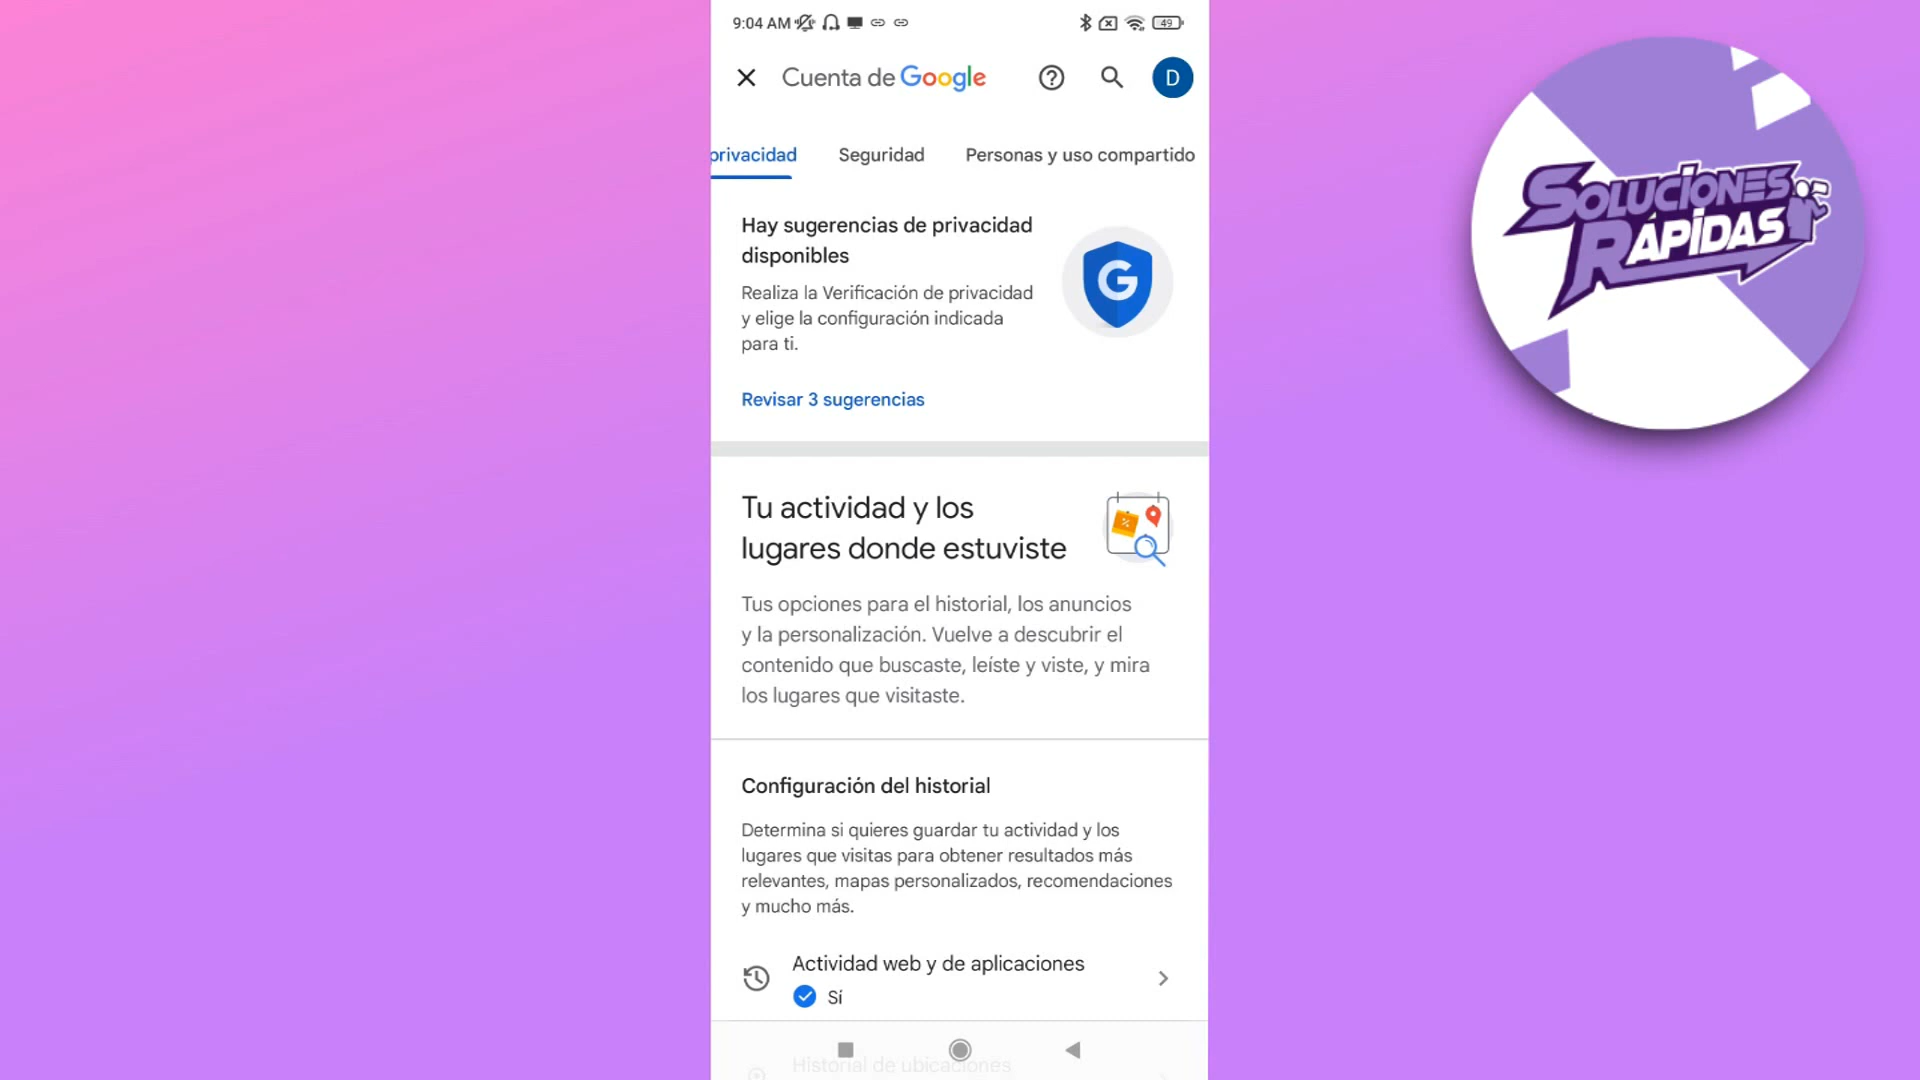 9:04 AM
49
Cuenta de Google
D
privacidad
Seguridad
Personas y uso compartido
Hay sugerencias de privacidad
disponibles
Realiza la Verificación de privacidad
y elige la configuración indicada
para ti.
G
Revisar 3 sugerencias
Tu actividad y los
lugares donde estuviste
Tus opciones para el historial, los anuncios
y la personalización. Vuelve a descubrir el
contenido que buscaste, leíste y viste, y mira
los lugares que visitaste.
Configuración del historial
Determina si quieres guardar tu actividad y los
lugares que visitas para obtener resultados más
relevantes, mapas personalizados, recomendaciones
y mucho más.
Actividad web y de aplicaciones
Sí
Historial de ubicaciones
SOLUCIONES
RÁPIDAS